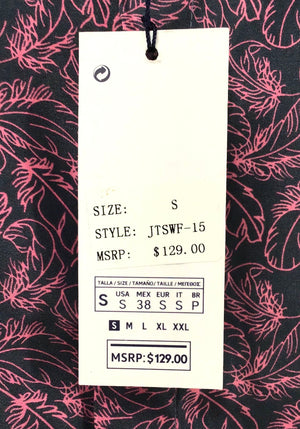 SIZE: S
STYLE: JTSWF-15
MSRP: $129.00
TALLA / SIZE / TAMAÑO / TAILLE / ΜΕΓΕΘΟΣ
S USA MEX EUR IT BR
S 38 S S P
S M L XL XXL
MSRP: $129.00